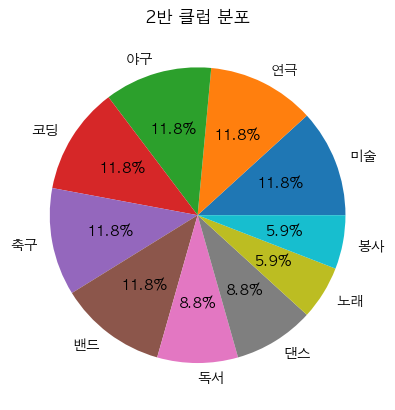 2반 클럽 분포
야구
연극
코딩
미술
11.8%
11.8%
11.8%
11.8%
축구
11.8%
5.9%
봉사
5.9%
11.8%
8.8%
8.8%
노래
밴드
댄스
독서